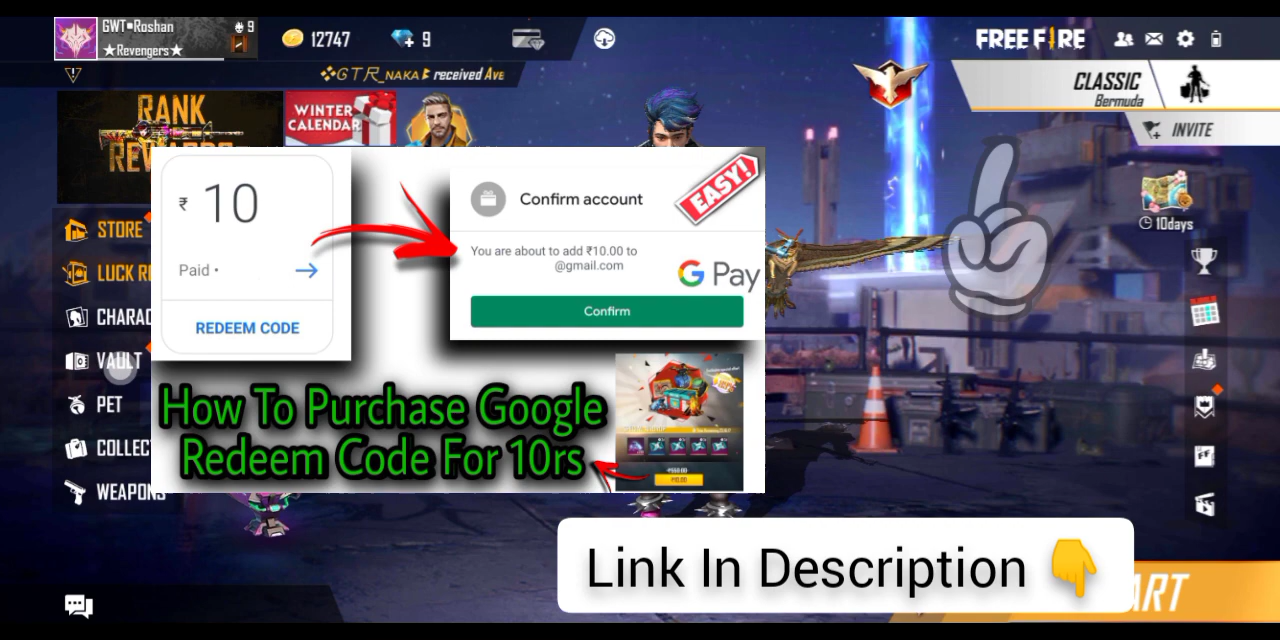 GWT▪Roshan
★Revengers★
9
12747
9
FREE FIRE
GTR_NAKA received Ave
CLASSIC
Bermuda
INVITE
RANK
WINTER
CALENDAR
10days
STORE
LUCK
VAULT
PET
WEAPONS
₹ 10
Paid •
REDEEM CODE
Confirm account
EASY!
You are about to add ₹10.00 to
@gmail.com
G Pay
Confirm
How To Purchase Google
Redeem Code For 10rs
Link In Description 👇